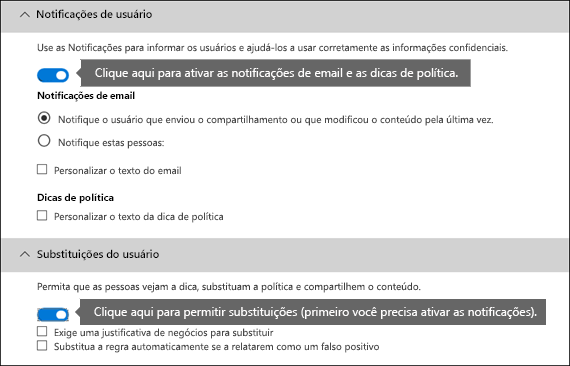 Notificações de usuário
Use as Notificações para informar os usuários e ajudá-los a usar corretamente as informações confidenciais.
Clique aqui para ativar as notificações de email e as dicas de política.
Notificações de email
Notifique o usuário que enviou o compartilhamento ou que modificou o conteúdo pela última vez.
Notifique estas pessoas:
Personalizar o texto do email
Dicas de política
Personalizar o texto da dica de política
Substituições do usuário
Permita que as pessoas vejam a dica, substituam a política e compartilhem o conteúdo.
Clique aqui para permitir substituições (primeiro você precisa ativar as notificações).
Exige uma justificativa de negócios para substituir
Substitua a regra automaticamente se a relatarem como um falso positivo